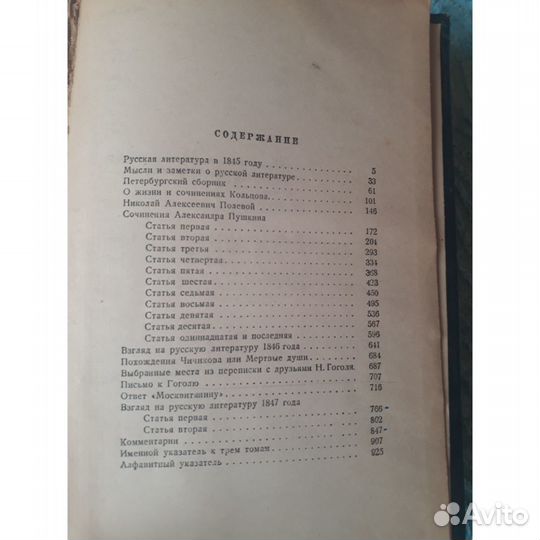 СОДЕРЖАНИЕ
Русская литература в 1845 году . . . 5
Мысли и заметки о русской литературе . . . 33
Петербургский сборник . . . 61
О жизни и сочинениях Кольцова . . . 101
Николай Алексеевич Полевой . . . 146
Сочинения Александра Пушкина
Статья первая . . . 172
Статья вторая . . . 204
Статья третья . . . 293
Статья четвертая . . . 334
Статья пятая . . . 368
Статья шестая . . . 423
Статья седьмая . . . 450
Статья восьмая . . . 495
Статья девятая . . . 536
Статья десятая . . . 567
Статья одиннадцатая и последняя . . . 596
Взгляд на русскую литературу 1846 года . . . 641
Похождения Чичикова или Мертвые души . . . 684
Выбранные места из переписки с друзьями Н. Гоголя. 687
Письмо к Гоголю . . . 707
Ответ «Москвитянину» . . . 716
Взгляд на русскую литературу 1847 года
Статья первая . . . 766
Статья вторая . . . 802
Комментарии . . . 847
Именной указатель к трем томам . . . 907
Алфавитный указатель . . . 925
Avito